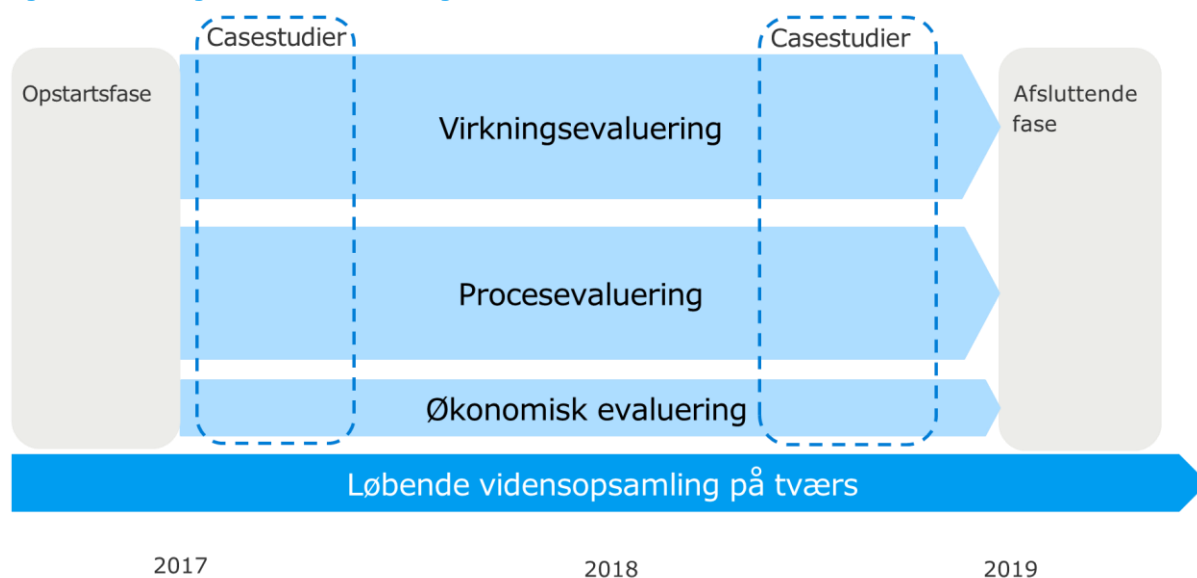 Casestudier
Casestudier
Opstartsfase
Afsluttende
fase
Virkningsevaluering
Procesevaluering
Økonomisk evaluering
Løbende vidensopsamling på tværs
2017
2018
2019